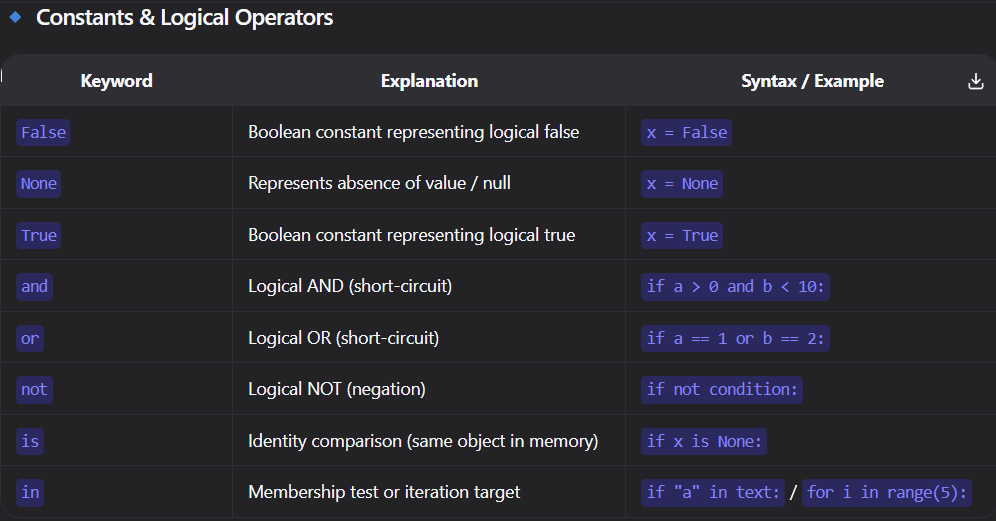 Constants & Logical Operators
Keyword Explanation Syntax / Example
False Boolean constant representing logical false x = False
None Represents absence of value / null x = None
True Boolean constant representing logical true x = True
and Logical AND (short-circuit) if a > 0 and b < 10:
or Logical OR (short-circuit) if a == 1 or b == 2:
not Logical NOT (negation) if not condition:
is Identity comparison (same object in memory) if x is None:
in Membership test or iteration target if "a" in text: / for i in range(5):